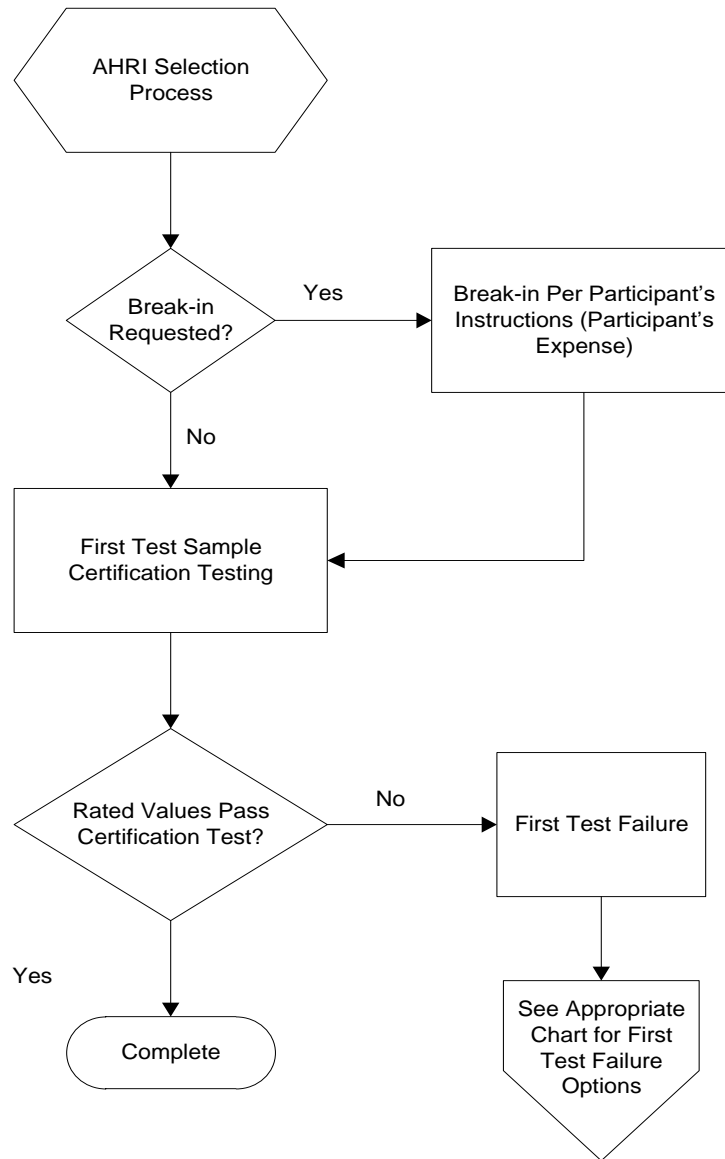 AHRI Selection
Process
Break-in
Requested?
Yes
Break-in Per Participant's
Instructions (Participant's
Expense)
No
First Test Sample
Certification Testing
Rated Values Pass
Certification Test?
No
First Test Failure
Yes
Complete
See Appropriate
Chart for First
Test Failure
Options